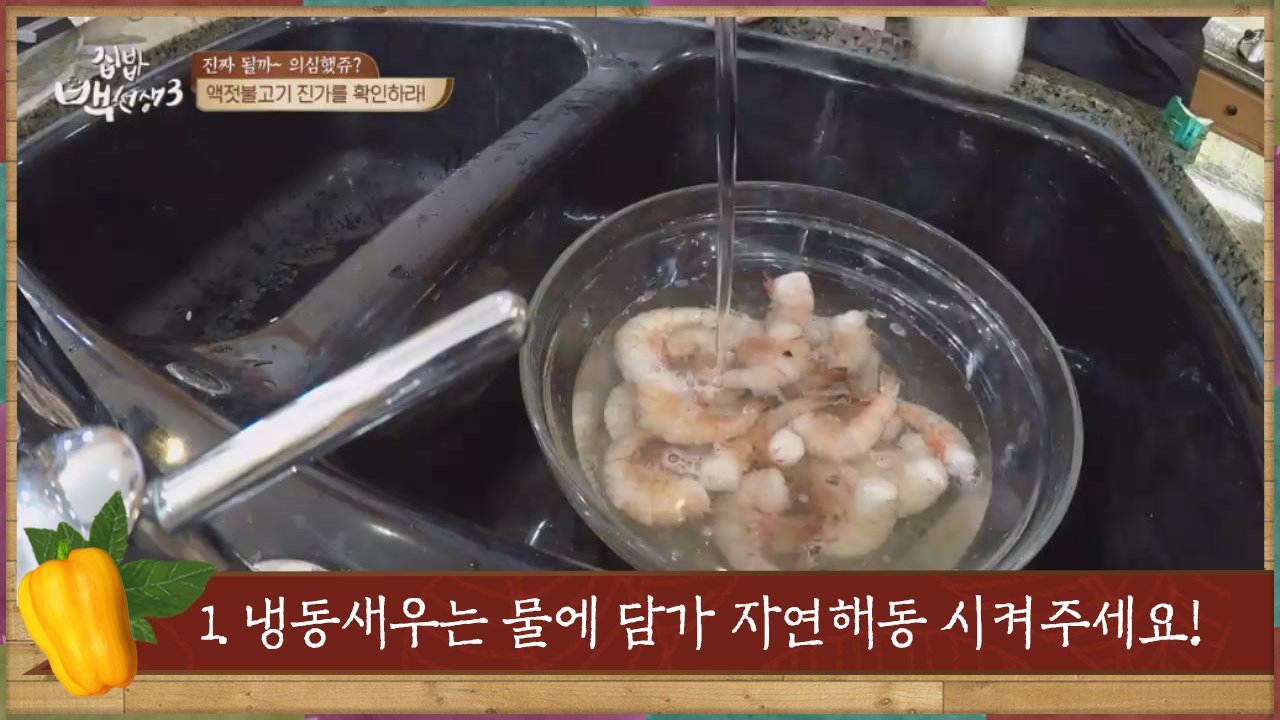 집밥
백선생3
진짜 될까~ 의심했쥬?
액젓불고기 진가를 확인하라!
1. 냉동새우는 물에 담가 자연해동 시켜주세요!